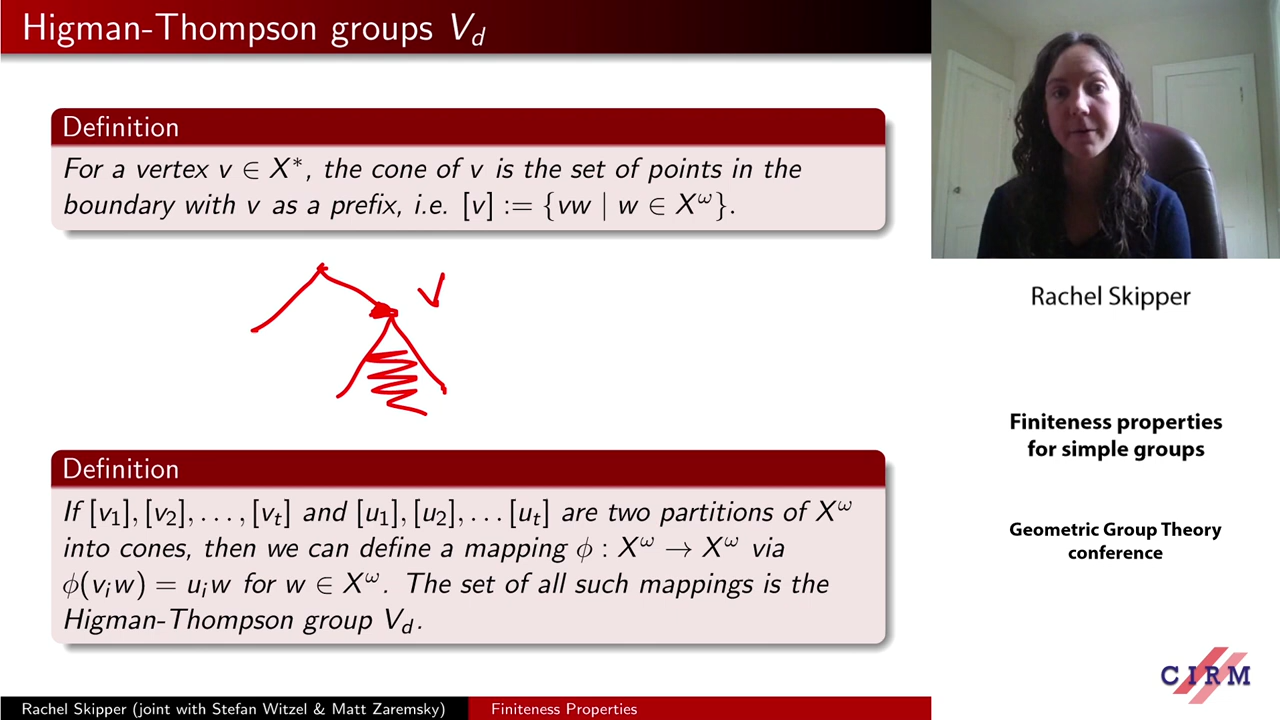 Higman-Thompson groups V_d
Definition
For a vertex v ∈ X*, the cone of v is the set of points in the
boundary with v as a prefix, i.e. [v] := {vw | w ∈ X^ω}.
v
Definition
If [v₁], [v₂], . . . , [v_t] and [u₁], [u₂], . . . [u_t] are two partitions of X^ω
into cones, then we can define a mapping ϕ : X^ω → X^ω via
ϕ(v_i w) = u_i w for w ∈ X^ω. The set of all such mappings is the
Higman-Thompson group V_d.
Rachel Skipper (joint with Stefan Witzel & Matt Zaremsky)
Finiteness Properties
Rachel Skipper
Finiteness properties
for simple groups
Geometric Group Theory
conference
CIRM